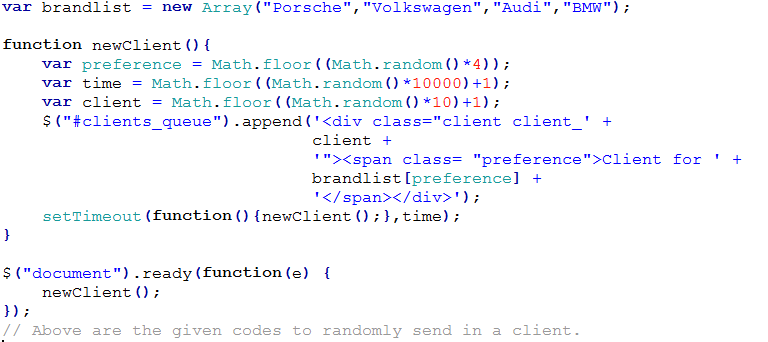 var brandlist = new Array("Porsche","Volkswagen","Audi","BMW");

function newClient(){
    var preference = Math.floor((Math.random()*4));
    var time = Math.floor((Math.random()*10000)+1);
    var client = Math.floor((Math.random()*10)+1);
    $("#clients_queue").append('<div class="client client_' +
                               client +
                               '"><span class= "preference">Client for ' +
                               brandlist[preference] +
                               '</span></div>');
    setTimeout(function(){newClient();},time);
}

$("document").ready(function(e) {
    newClient();
});
// Above are the given codes to randomly send in a client.